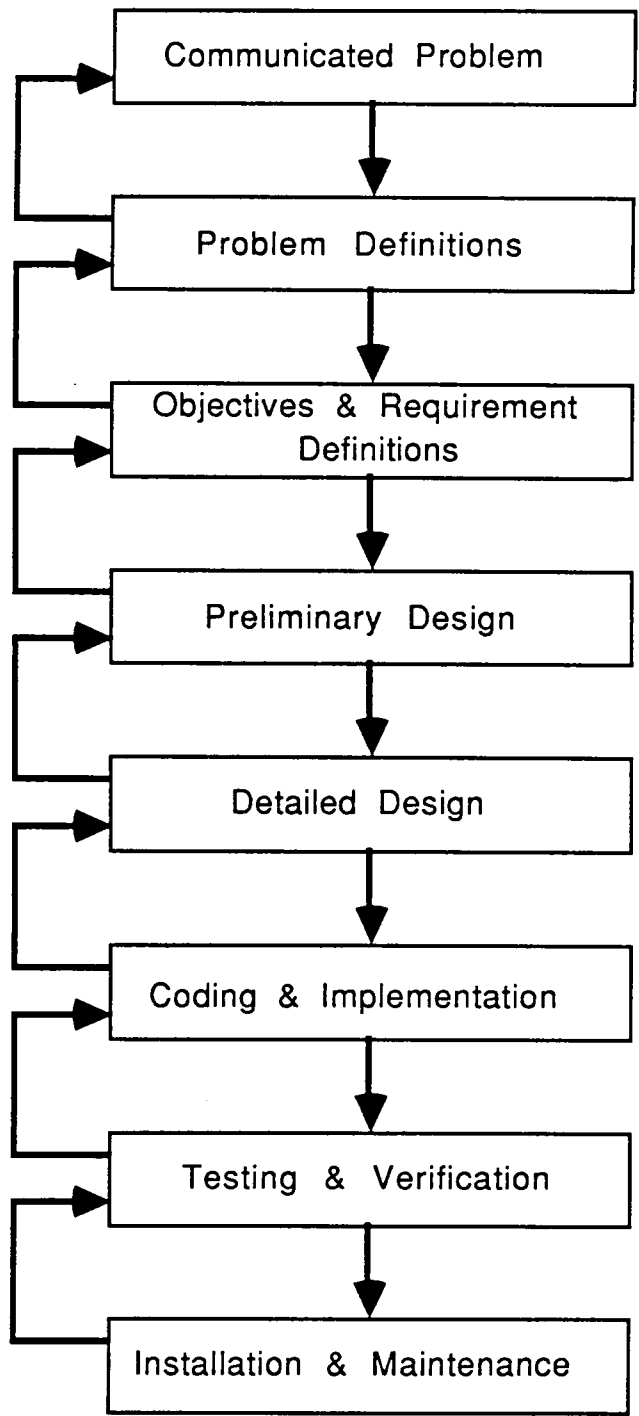 Communicated Problem
Problem Definitions
Objectives & Requirement
Definitions
Preliminary Design
Detailed Design
Coding & Implementation
Testing & Verification
Installation & Maintenance